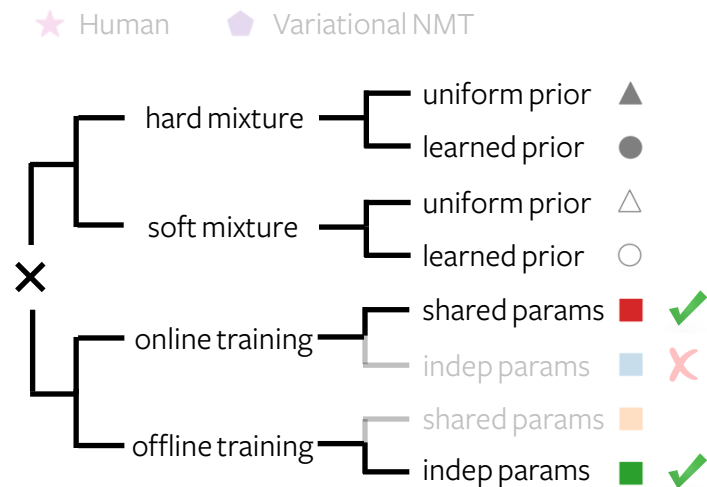 Human Variational NMT
uniform prior
hard mixture
learned prior
uniform prior
soft mixture
learned prior
shared params
online training
indep params
shared params
offline training
indep params